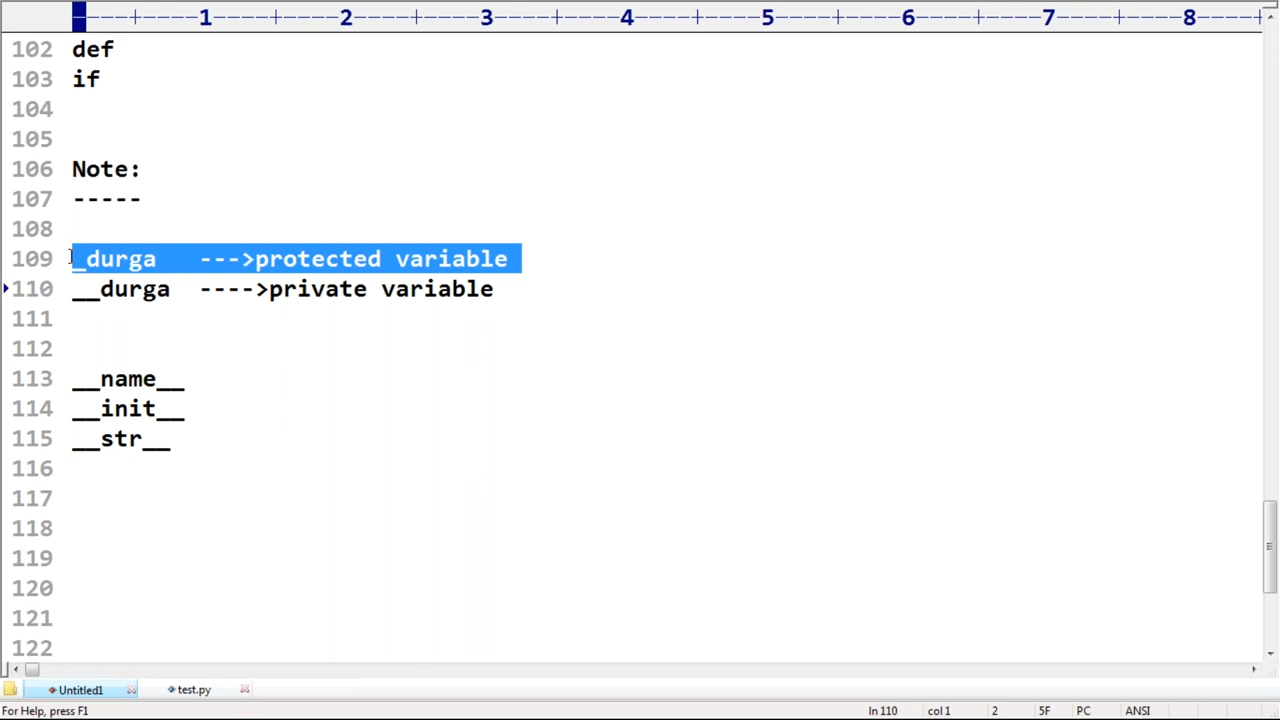 1 2 3 4 5 6 7 8
102 def
103 if
104
105
106 Note:
107 -----
108
109 _durga --->protected variable
110 __durga ---->private variable
111
112
113 __name__
114 __init__
115 __str__
116
117
118
119
120
121
122
Untitled1 test.py
For Help, press F1 ln 110 col 1 2 5F PC ANSI